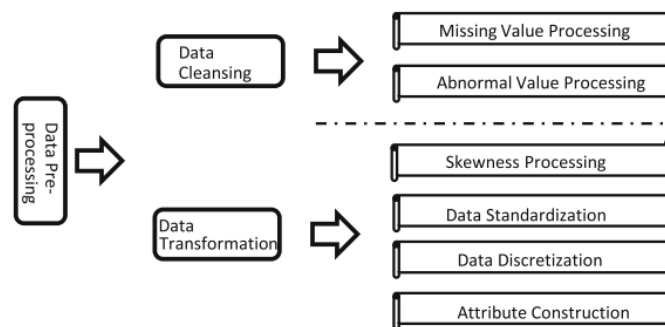 Data Pre-
processing
Data
Cleansing
Missing Value Processing
Abnormal Value Processing
Data
Transformation
Skewness Processing
Data Standardization
Data Discretization
Attribute Construction